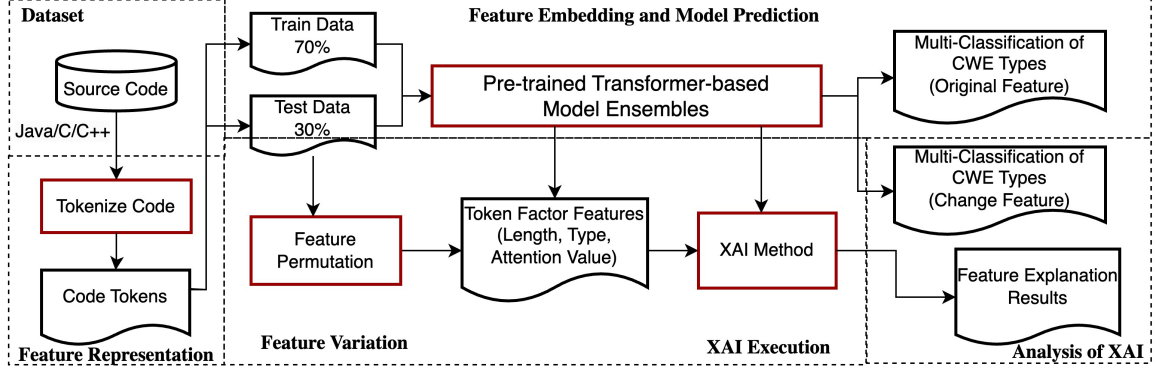 Dataset
Source Code
Java/C/C++
Tokenize Code
Code Tokens
Feature Representation
Train Data
70%
Test Data
30%
Feature Embedding and Model Prediction
Pre-trained Transformer-based
Model Ensembles
Multi-Classification of
CWE Types
(Original Feature)
Multi-Classification of
CWE Types
(Change Feature)
Feature
Permutation
Token Factor Features
(Length, Type,
Attention Value)
XAI Method
Feature Explanation
Results
Feature Variation
XAI Execution
Analysis of XAI